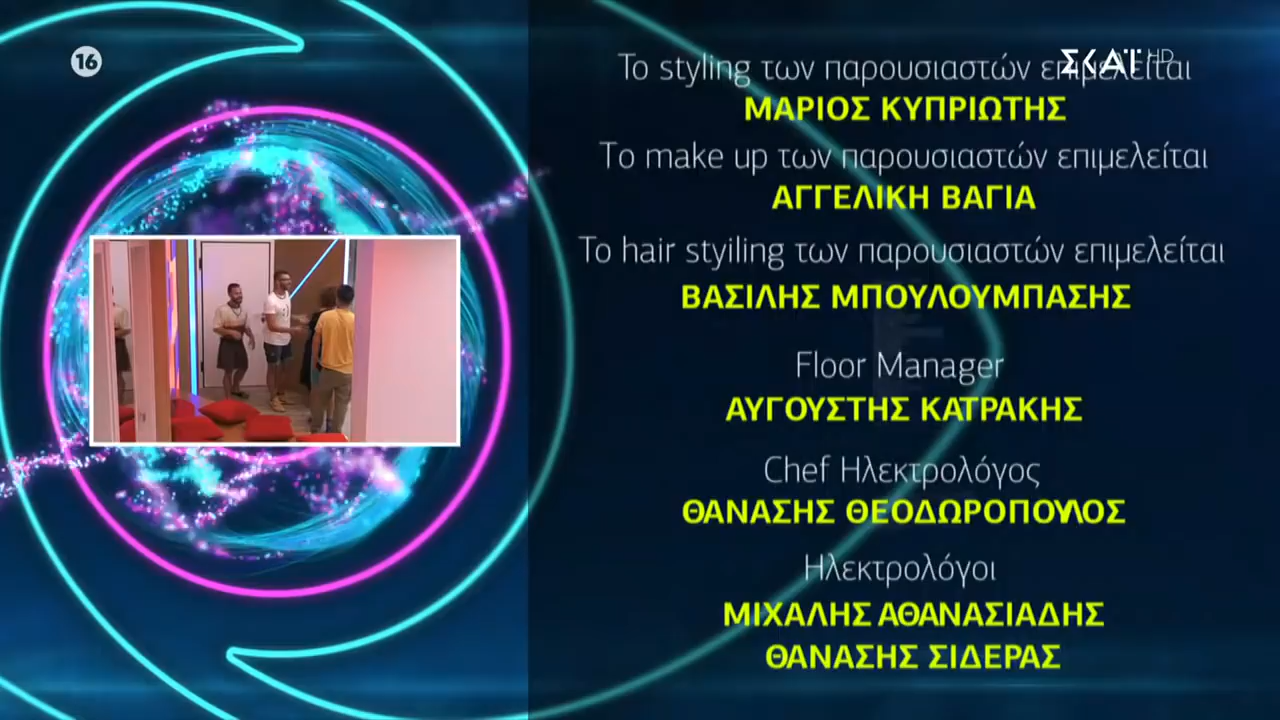 16
ΣΚΑΪ HD
Το styling των παρουσιαστών επιμελείται
ΜΑΡΙΟΣ ΚΥΠΡΙΩΤΗΣ
Το make up των παρουσιαστών επιμελείται
ΑΓΓΕΛΙΚΗ ΒΑΓΙΑ
Το hair styiling των παρουσιαστών επιμελείται
ΒΑΣΙΛΗΣ ΜΠΟΥΛΟΥΜΠΑΣΗΣ
Floor Manager
ΑΥΓΟΥΣΤΗΣ ΚΑΤΡΑΚΗΣ
Chef Ηλεκτρολόγος
ΘΑΝΑΣΗΣ ΘΕΟΔΩΡΟΠΟΥΛΟΣ
Ηλεκτρολόγοι
ΜΙΧΑΛΗΣ ΑΘΑΝΑΣΙΑΔΗΣ
ΘΑΝΑΣΗΣ ΣΙΔΕΡΑΣ